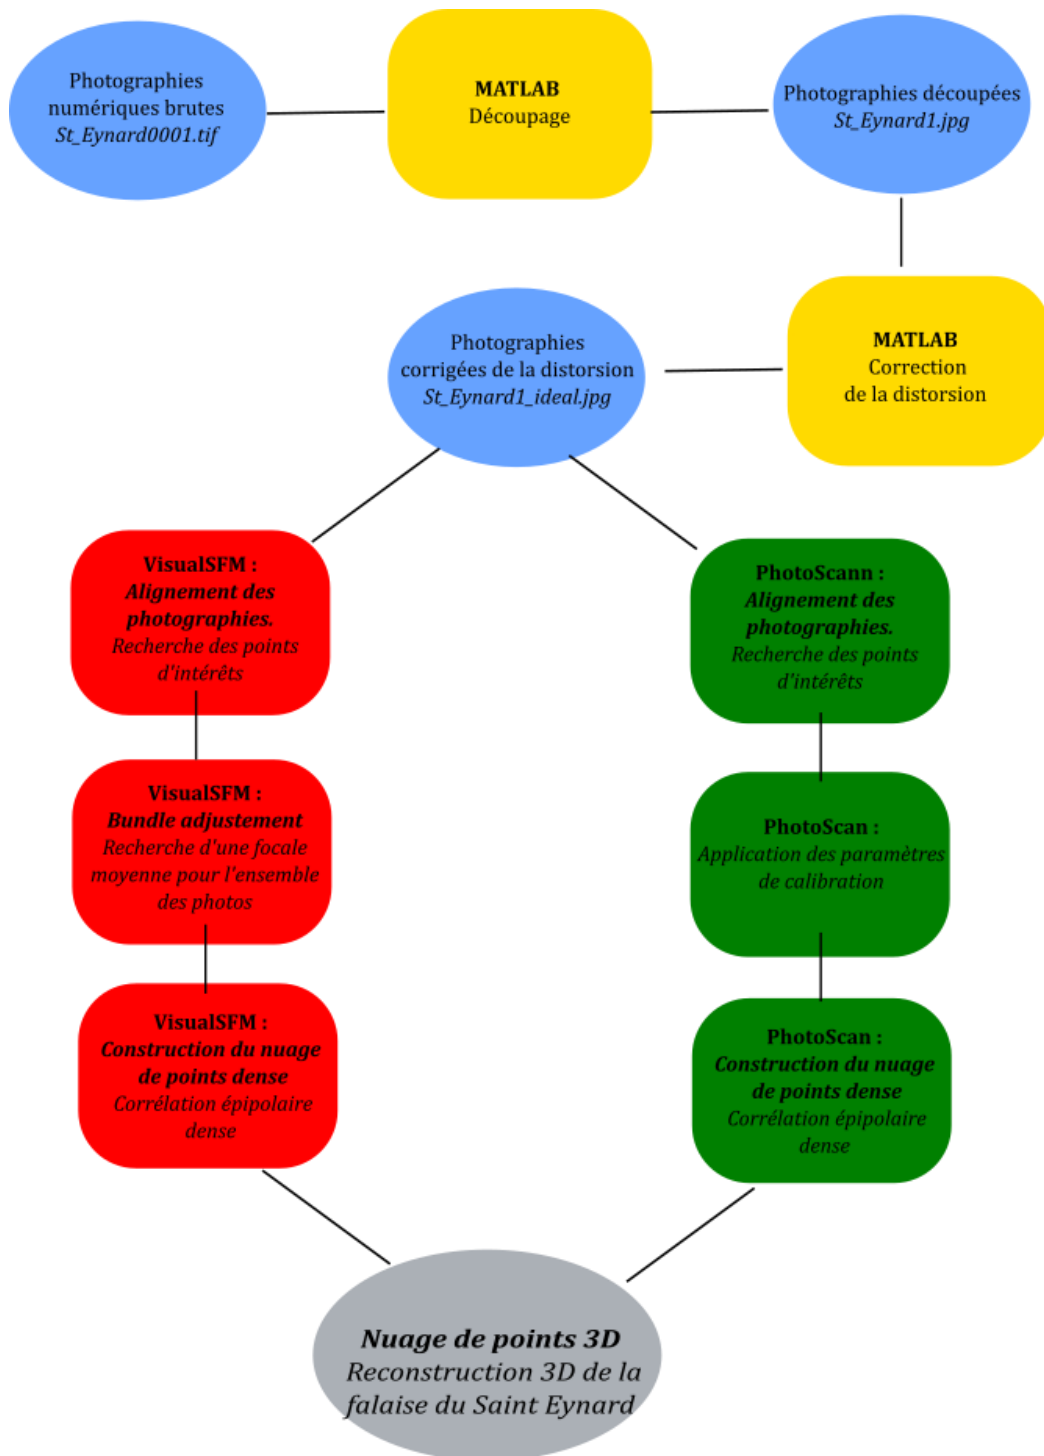 Photographies
numériques brutes
St_Eynard0001.tif
MATLAB
Découpage
Photographies découpées
St_Eynard1.jpg
MATLAB
Correction
de la distorsion
Photographies
corrigées de la distorsion
St_Eynard1_ideal.jpg
VisualSFM :
Alignement des
photographies.
Recherche des points
d'intérêts
VisualSFM :
Bundle adjustement
Recherche d'une focale
moyenne pour l'ensemble
des photos
VisualSFM :
Construction du nuage
de points dense
Corrélation épipolaire
dense
PhotoScann :
Alignement des
photographies.
Recherche des points
d'intérêts
PhotoScan :
Application des paramètres
de calibration
PhotoScan :
Construction du nuage
de points dense
Corrélation épipolaire
dense
Nuage de points 3D
Reconstruction 3D de la
falaise du Saint Eynard